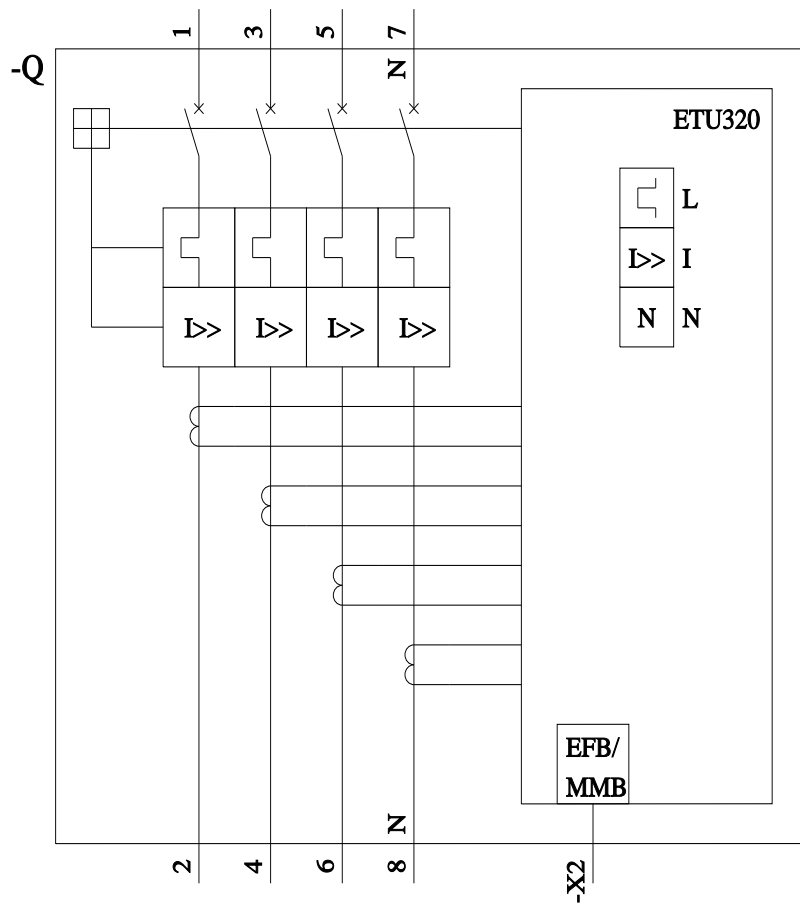 1 3 5 7
N
-Q
ETU320
L
I>> I
N N
I>> I>> I>> I>>
EFB/
MMB
N
2 4 6 8
-X2